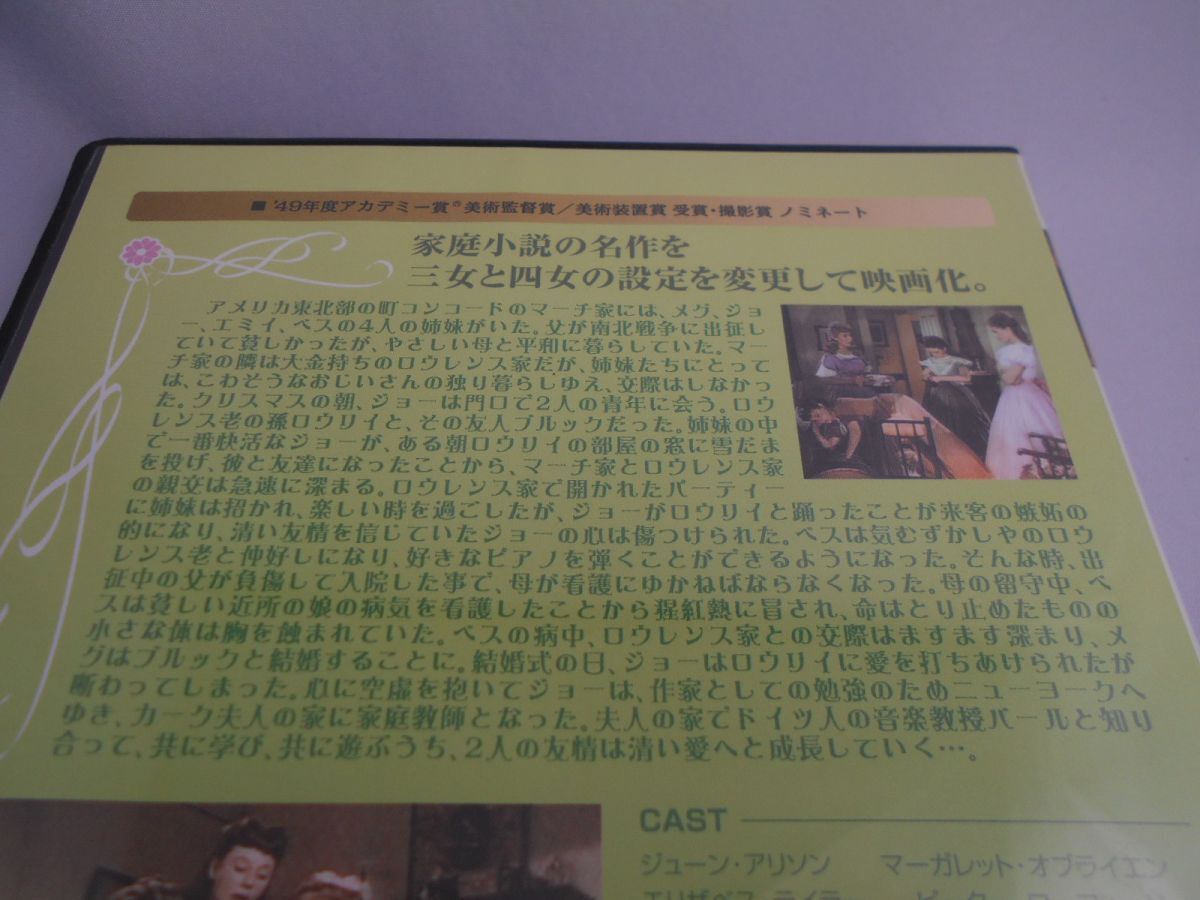 ■ '49年度アカデミー賞®美術監督賞/美術装置賞 受賞・撮影賞 ノミネート
家庭小説の名作を
三女と四女の設定を変更して映画化。
アメリカ東北部の町コンコードのマーチ家には、メグ、ジョ
ー、エミイ、ベスの4人の姉妹がいた。父が南北戦争に出征し
ていて貧しかったが、やさしい母と平和に暮らしていた。マー
チ家の隣は大金持ちのロウレンス家だが、姉妹たちにとって
は、こわそうなおじいさんの独り暮らしゆえ、交際はしなかっ
た。クリスマスの朝、ジョーは門口で2人の青年に会う。ロウ
レンス老の孫ロウリイと、その友人ブルックだった。姉妹の中
で一番快活なジョーが、ある朝ロウリイの部屋の窓に雪だま
を投げ、彼と友達になったことから、マーチ家とロウレンス家
の親交は急速に深まる。ロウレンス家で開かれたパーティー
に姉妹は招かれ、楽しい時を過ごしたが、ジョーがロウリイと踊ったことが来客の嫉妬の
的になり、清い友情を信じていたジョーの心は傷つけられた。ベスは気むずかしやのロウ
レンス老と仲好しになり、好きなピアノを弾くことができるようになった。そんな時、出
征中の父が負傷して入院した事で、母が看護にゆかねばならなくなった。母の留守中、ベ
スは貧しい近所の娘の病気を看護したことから猩紅熱に冒され、命はとり止めたものの
小さな体は胸を蝕まれていた。ベスの病中、ロウレンス家との交際はますます深まり、メ
グはブルックと結婚することに。結婚式の日、ジョーはロウリイに愛を打ちあけられたが
断わってしまった。心に空虚を抱いてジョーは、作家としての勉強のためニューヨークへ
ゆき、カーク夫人の家に家庭教師となった。夫人の家でドイツ人の音楽教授バールと知り
合って、共に学び、共に遊ぶうち、2人の友情は清い愛へと成長していく…。
CAST
ジューン・アリソン マーガレット・オブライエン